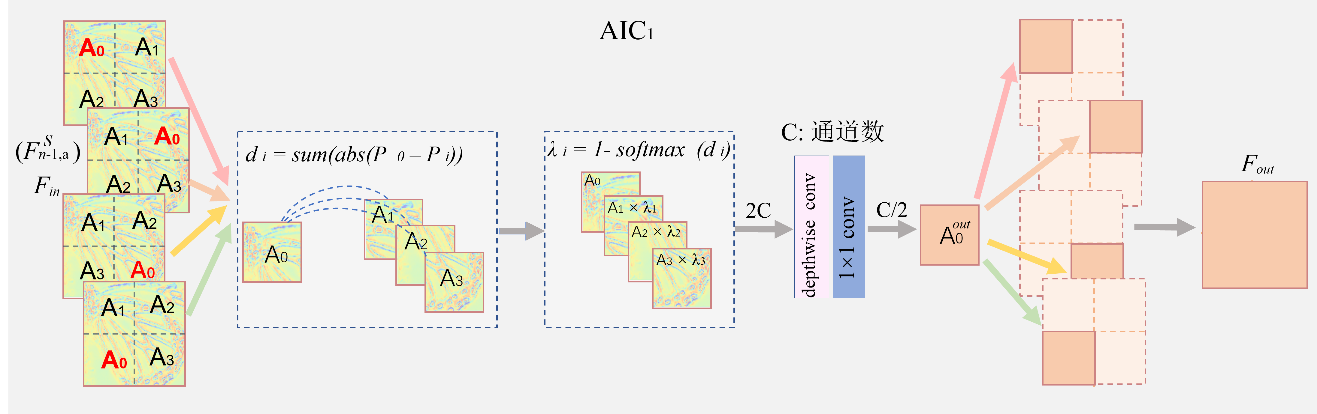 AIC₁
A₀ A₁
A₂ A₃
A₁ A₀
A₂ A₃
(Fˢₙ₋₁,ₐ)
F_in
A₁ A₂
A₃ A₀
A₁ A₂
A₀ A₃
d i = sum(abs(P 0 – P i))
A₀
A₁
A₂
A₃
λ i = 1- softmax (d i)
A₀
A₁ × λ₁
A₂ × λ₂
A₃ × λ₃
2C
C: 通道数
depthwise conv
1×1 conv
C/2
A₀^out
F_out